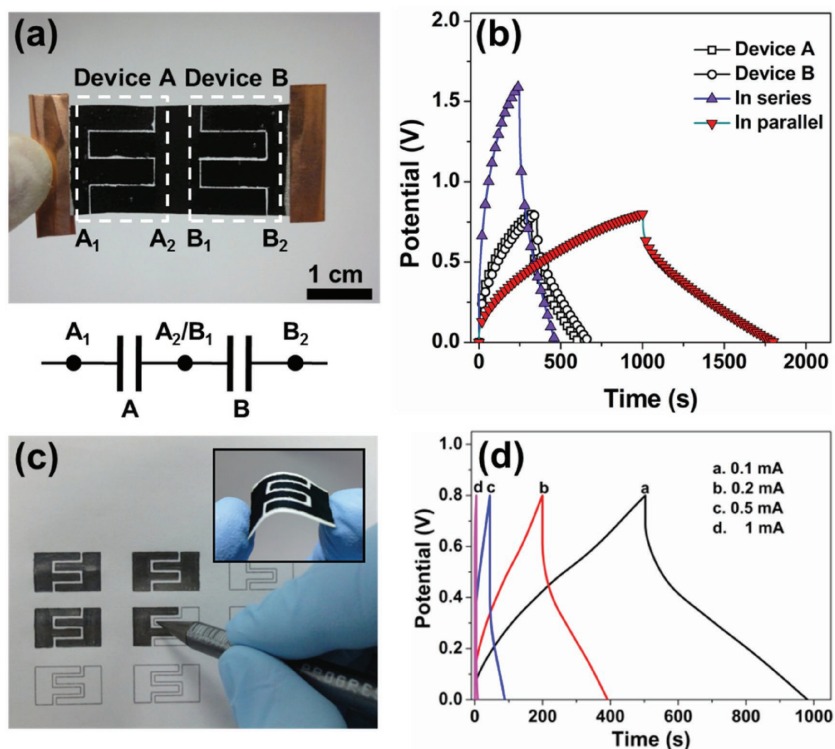 (a)
Device A Device B
A₁ A₂ B₁ B₂
1 cm
A₁ A₂/B₁ B₂
A B
(b)
Device A
Device B
In series
In parallel
Potential (V)
2.0
1.5
1.0
0.5
0.0
0 500 1000 1500 2000
Time (s)
(c)
(d)
d c b a
a. 0.1 mA
b. 0.2 mA
c. 0.5 mA
d. 1 mA
Potential (V)
1.0
0.8
0.6
0.4
0.2
0.0
0 200 400 600 800 1000
Time (s)